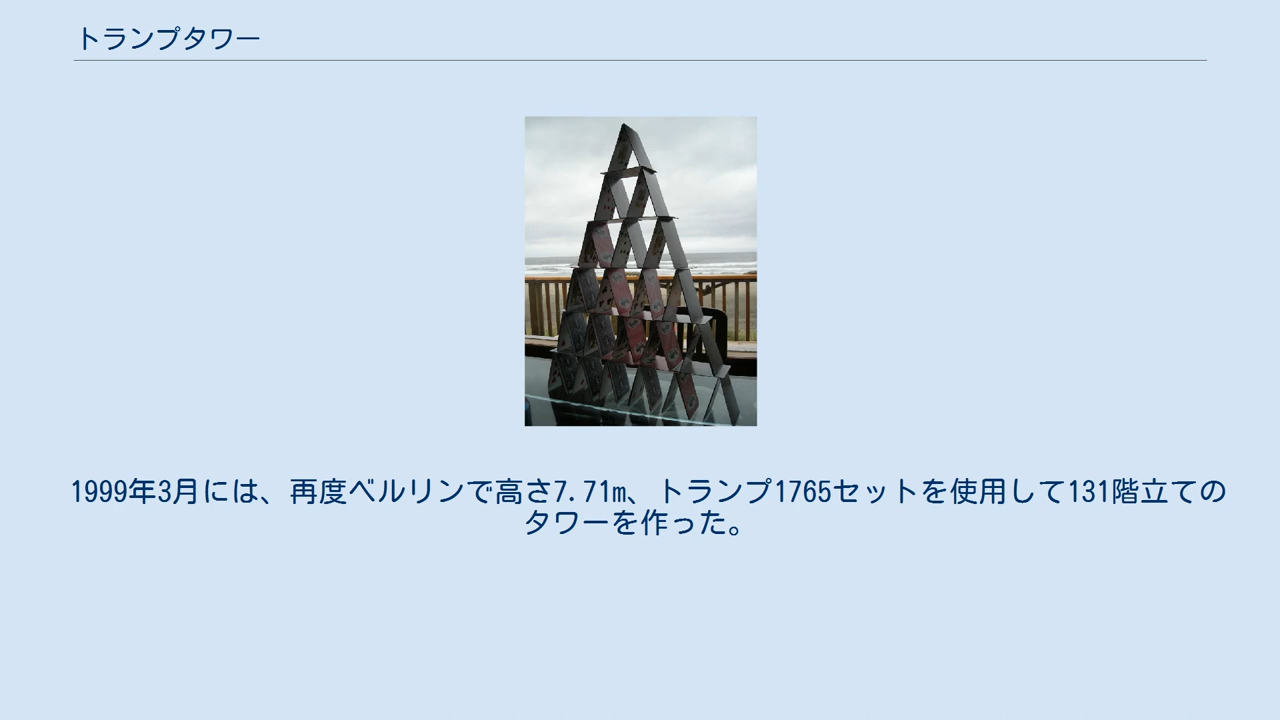 トランプタワー
1999年3月には、再度ベルリンで高さ7.71m、トランプ1765セットを使用して131階立ての
タワーを作った。